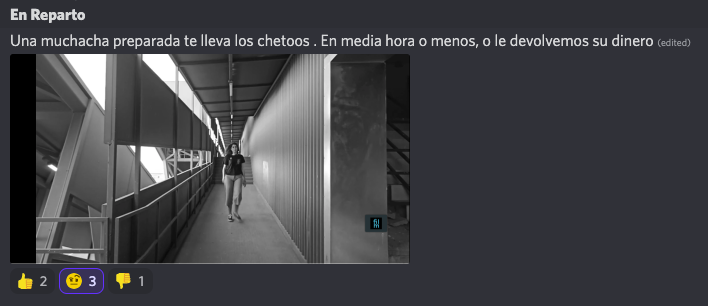 En Reparto
Una muchacha preparada te lleva los chetoos . En media hora o menos, o le devolvemos su dinero (edited)
2 3 1